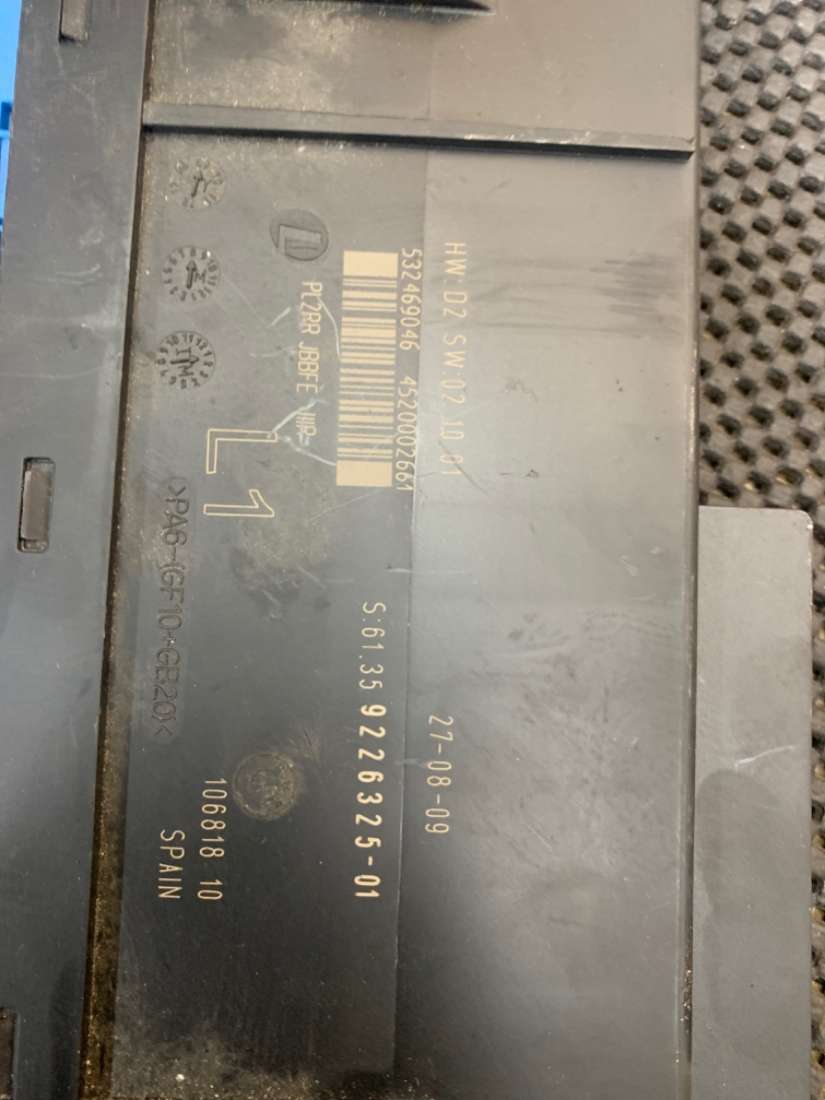 HW:D2 SW:02.10.01
27-08-09
532469046 4520002661
S:61.35 9226325-01
PL2BR JBBFE
L1
106818 10
>PA6-(GF10+GB20)<
SPAIN